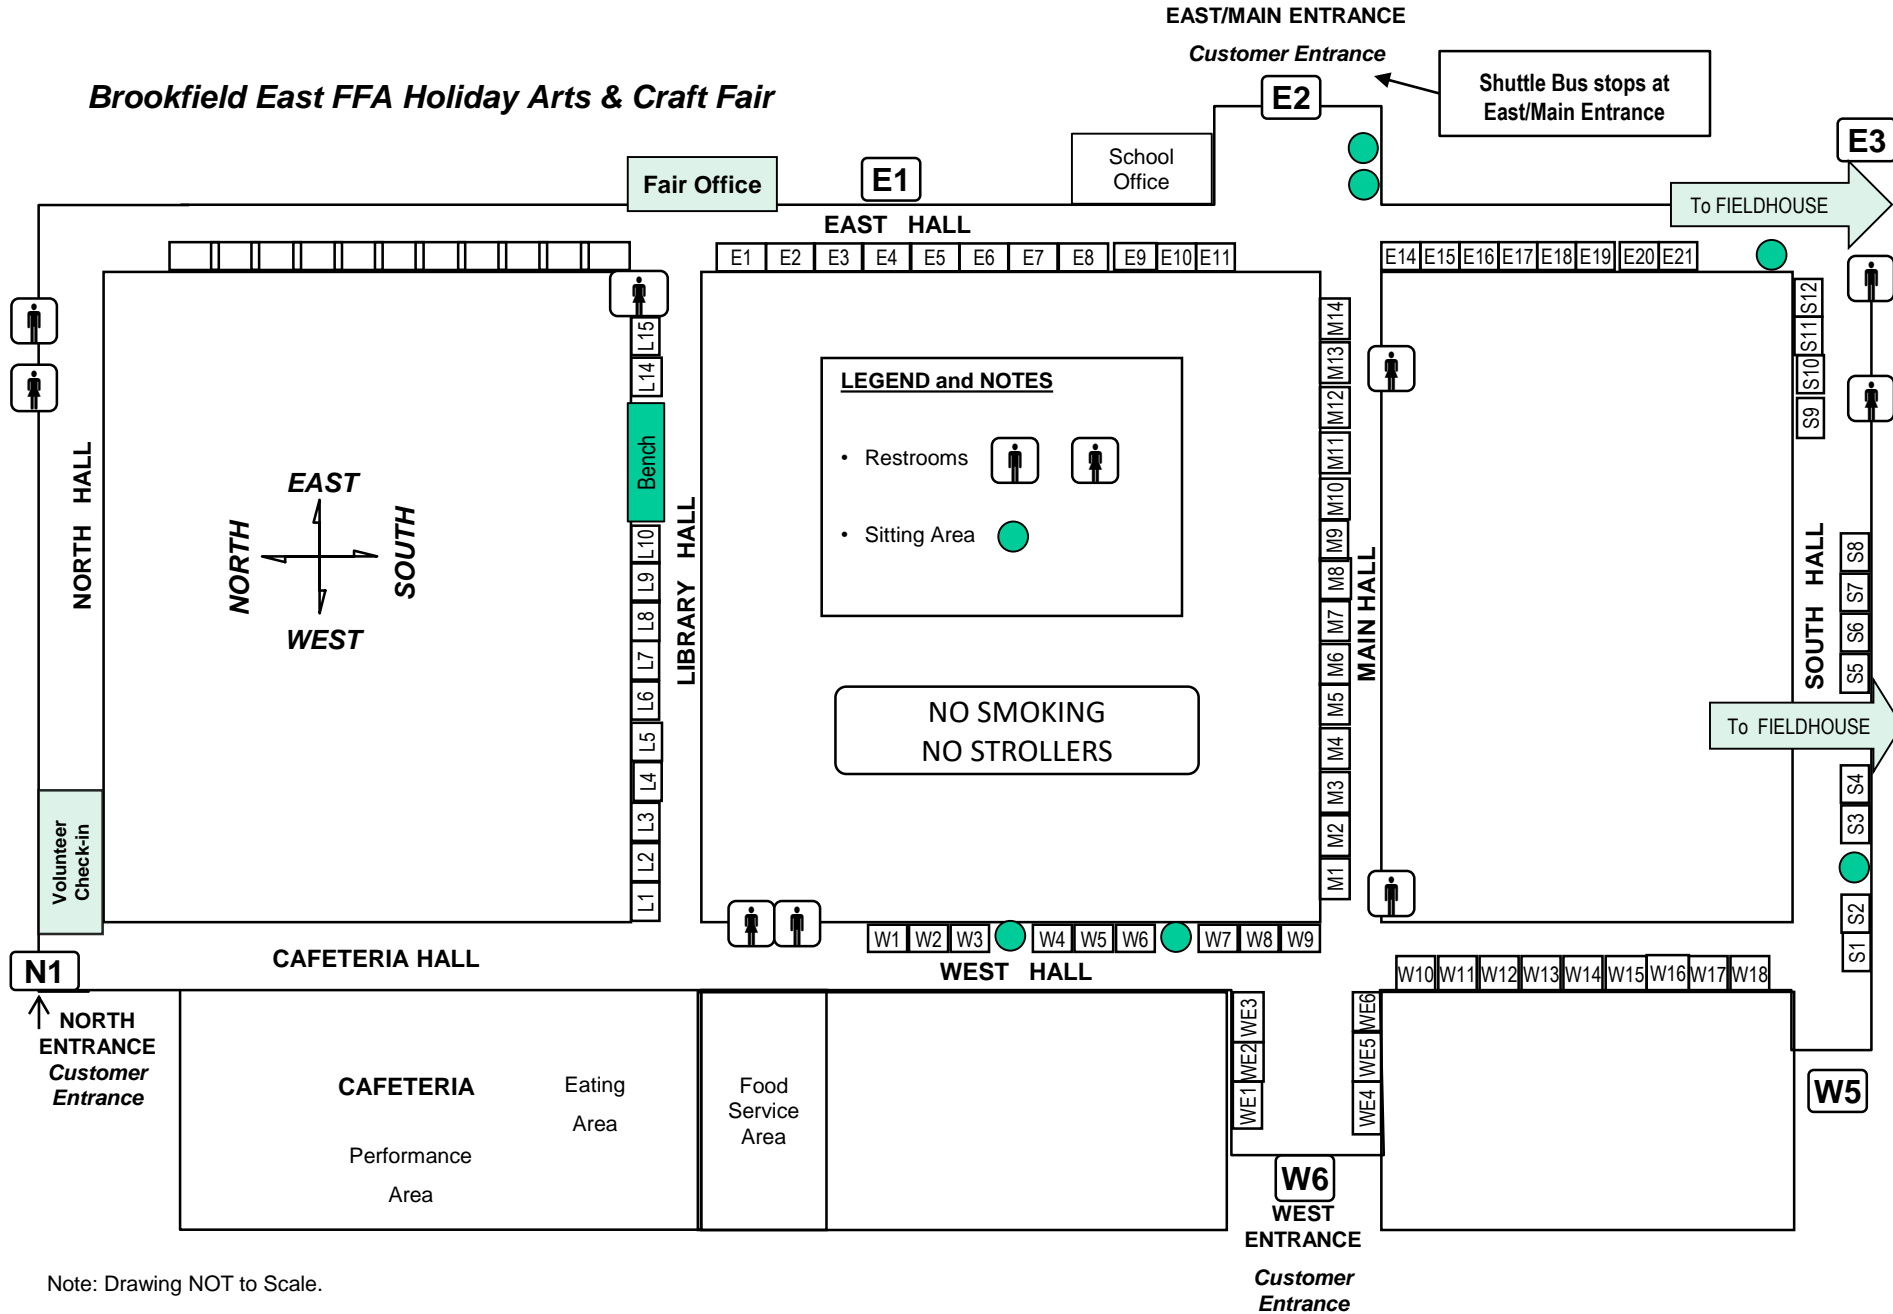 EAST/MAIN ENTRANCE
Customer Entrance
Shuttle Bus stops at
East/Main Entrance
Brookfield East FFA Holiday Arts & Craft Fair
E2
E3
School
Office
Fair Office
E1
To FIELDHOUSE
EAST HALL
E1 E2 E3 E4 E5 E6 E7 E8 E9 E10 E11
E14 E15 E16 E17 E18 E19 E20 E21
NORTH HALL
EAST
NORTH
SOUTH
WEST
L15
L14
Bench
L10
L9
L8
L7
L6
L5
L4
L3
L2
L1
LIBRARY HALL
LEGEND and NOTES
• Restrooms
• Sitting Area
NO SMOKING
NO STROLLERS
M14
M13
M12
M11
M10
M9
M8
M7
M6
M5
M4
M3
M2
M1
MAIN HALL
S12
S11
S10
S9
SOUTH HALL
S8
S7
S6
S5
To FIELDHOUSE
S4
S3
S2
S1
Volunteer
Check-in
N1
CAFETERIA HALL
W1 W2 W3 W4 W5 W6 W7 W8 W9
WEST HALL
W10 W11 W12 W13 W14 W15 W16 W17 W18
NORTH
ENTRANCE
Customer
Entrance
CAFETERIA
Eating
Area
Performance
Area
Food
Service
Area
WE3
WE2
WE1
WE6
WE5
WE4
W5
W6
WEST
ENTRANCE
Customer
Entrance
Note: Drawing NOT to Scale.